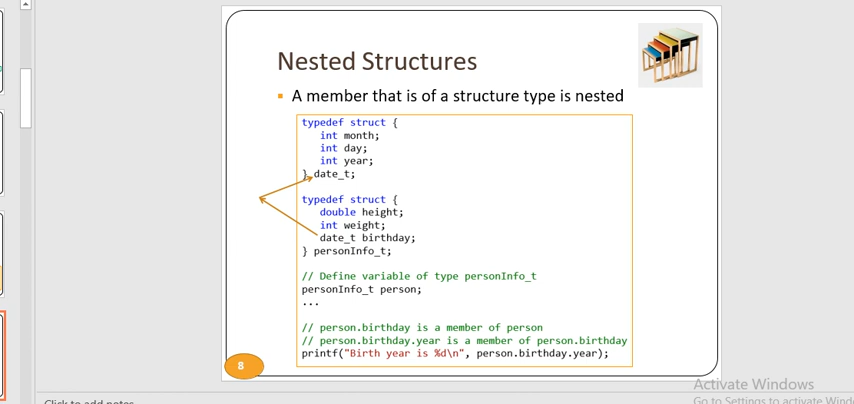 Nested Structures
A member that is of a structure type is nested
typedef struct {
int month;
int day;
int year;
} date_t;
typedef struct {
double height;
int weight;
date_t birthday;
} personInfo_t;
// Define variable of type personInfo_t
personInfo_t person;
...
// person.birthday is a member of person
// person.birthday.year is a member of person.birthday
printf("Birth year is %d\n", person.birthday.year);
8
Activate Windows
Go to Settings to activate Wind
Click to add notes